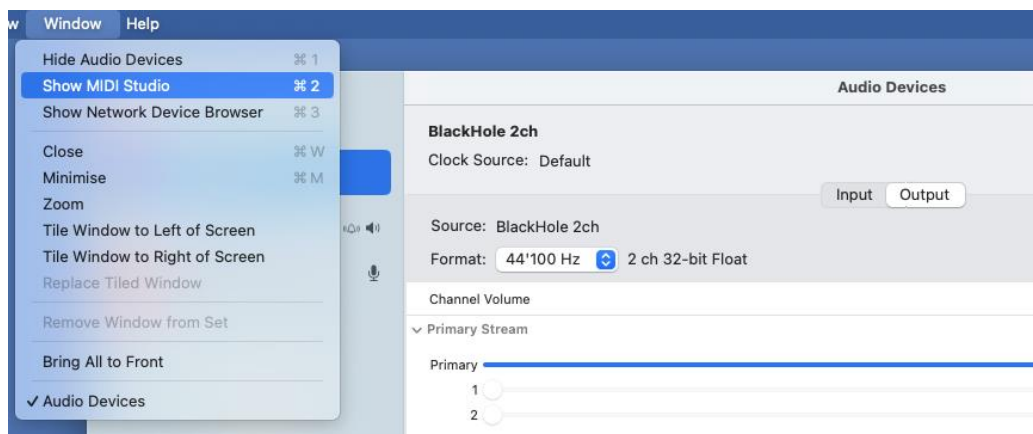 w Window Help
Hide Audio Devices ⌘ 1
Show MIDI Studio ⌘ 2
Show Network Device Browser ⌘ 3
Close ⌘ W
Minimise ⌘ M
Zoom
Tile Window to Left of Screen
Tile Window to Right of Screen
Replace Tiled Window
Remove Window from Set
Bring All to Front
✓ Audio Devices
Audio Devices
BlackHole 2ch
Clock Source: Default
Input Output
Source: BlackHole 2ch
Format: 44'100 Hz 2 ch 32-bit Float
Channel Volume
Primary Stream
Primary
1
2